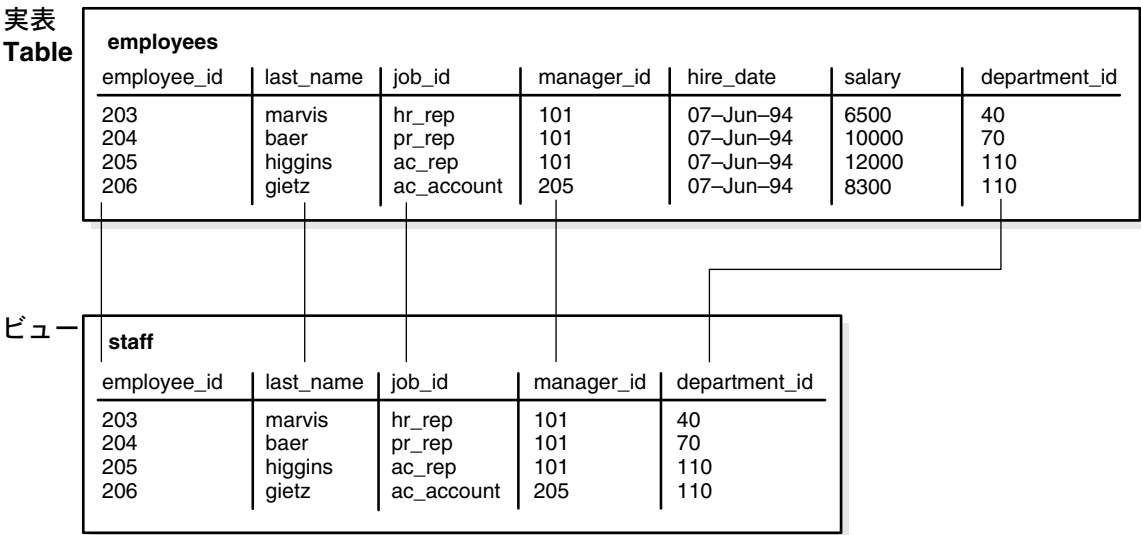 実表
Table
employees
employee_id last_name job_id manager_id hire_date salary department_id
203 marvis hr_rep 101 07–Jun–94 6500 40
204 baer pr_rep 101 07–Jun–94 10000 70
205 higgins ac_rep 101 07–Jun–94 12000 110
206 gietz ac_account 205 07–Jun–94 8300 110
ビュー
staff
employee_id last_name job_id manager_id department_id
203 marvis hr_rep 101 40
204 baer pr_rep 101 70
205 higgins ac_rep 101 110
206 gietz ac_account 205 110